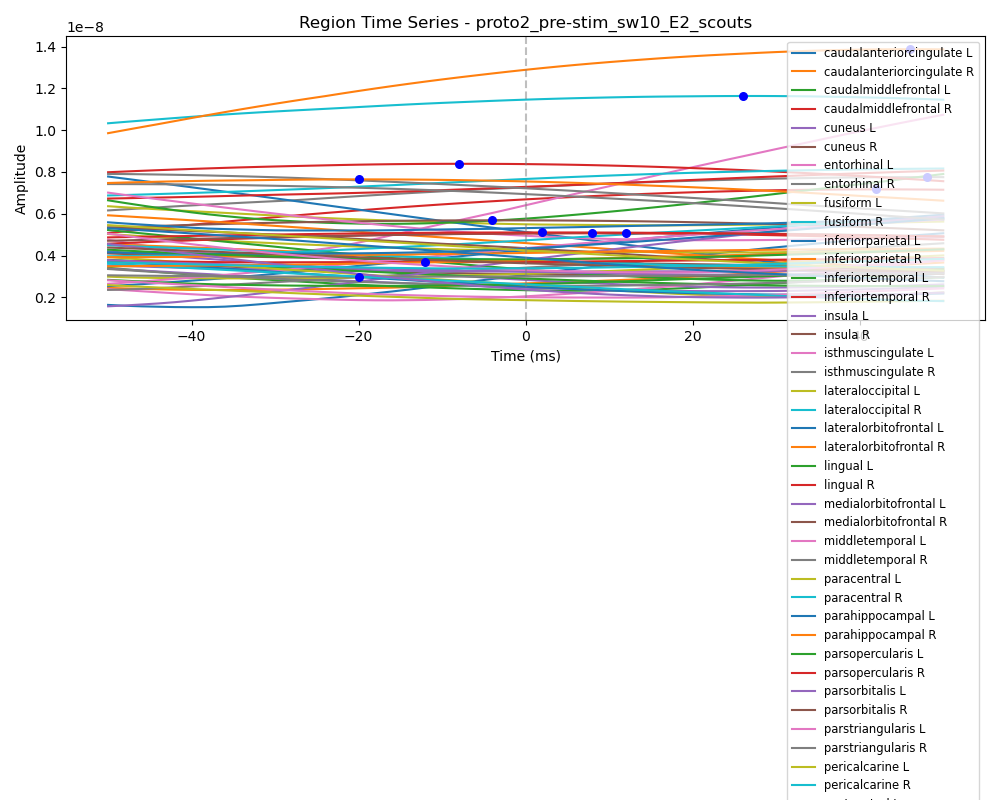 Region Time Series - proto2_pre-stim_sw10_E2_scouts
1e−8
1.4
1.2
1.0
0.8
0.6
0.4
0.2
Amplitude
−40
−20
0
20
40
Time (ms)
caudalanteriorcingulate L
caudalanteriorcingulate R
caudalmiddlefrontal L
caudalmiddlefrontal R
cuneus L
cuneus R
entorhinal L
entorhinal R
fusiform L
fusiform R
inferiorparietal L
inferiorparietal R
inferiortemporal L
inferiortemporal R
insula L
insula R
isthmuscingulate L
isthmuscingulate R
lateraloccipital L
lateraloccipital R
lateralorbitofrontal L
lateralorbitofrontal R
lingual L
lingual R
medialorbitofrontal L
medialorbitofrontal R
middletemporal L
middletemporal R
paracentral L
paracentral R
parahippocampal L
parahippocampal R
parsopercularis L
parsopercularis R
parsorbitalis L
parsorbitalis R
parstriangularis L
parstriangularis R
pericalcarine L
pericalcarine R